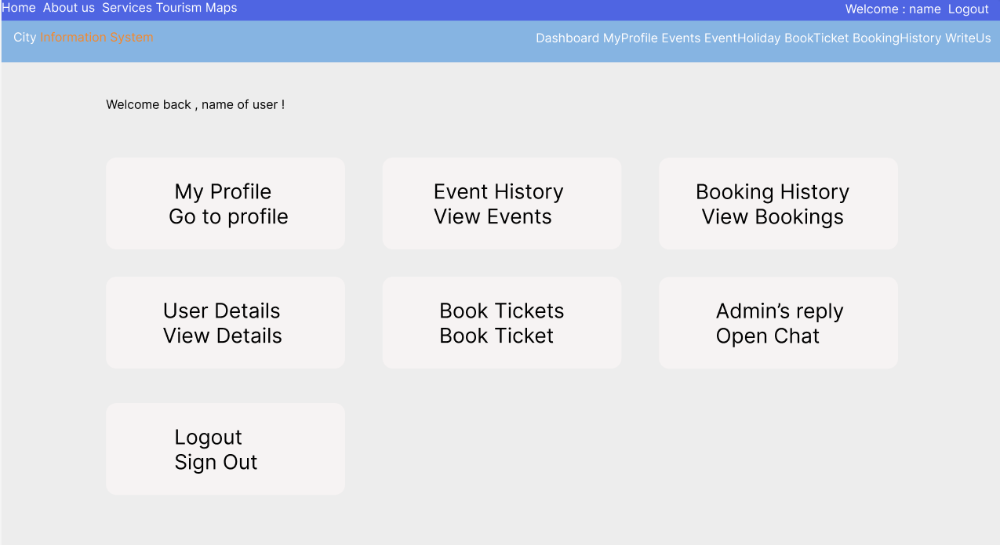 Home About us Services Tourism Maps
Welcome : name Logout
City Information System
Dashboard MyProfile Events EventHoliday BookTicket BookingHistory WriteUs
Welcome back , name of user !
My Profile
Go to profile
Event History
View Events
Booking History
View Bookings
User Details
View Details
Book Tickets
Book Ticket
Admin’s reply
Open Chat
Logout
Sign Out